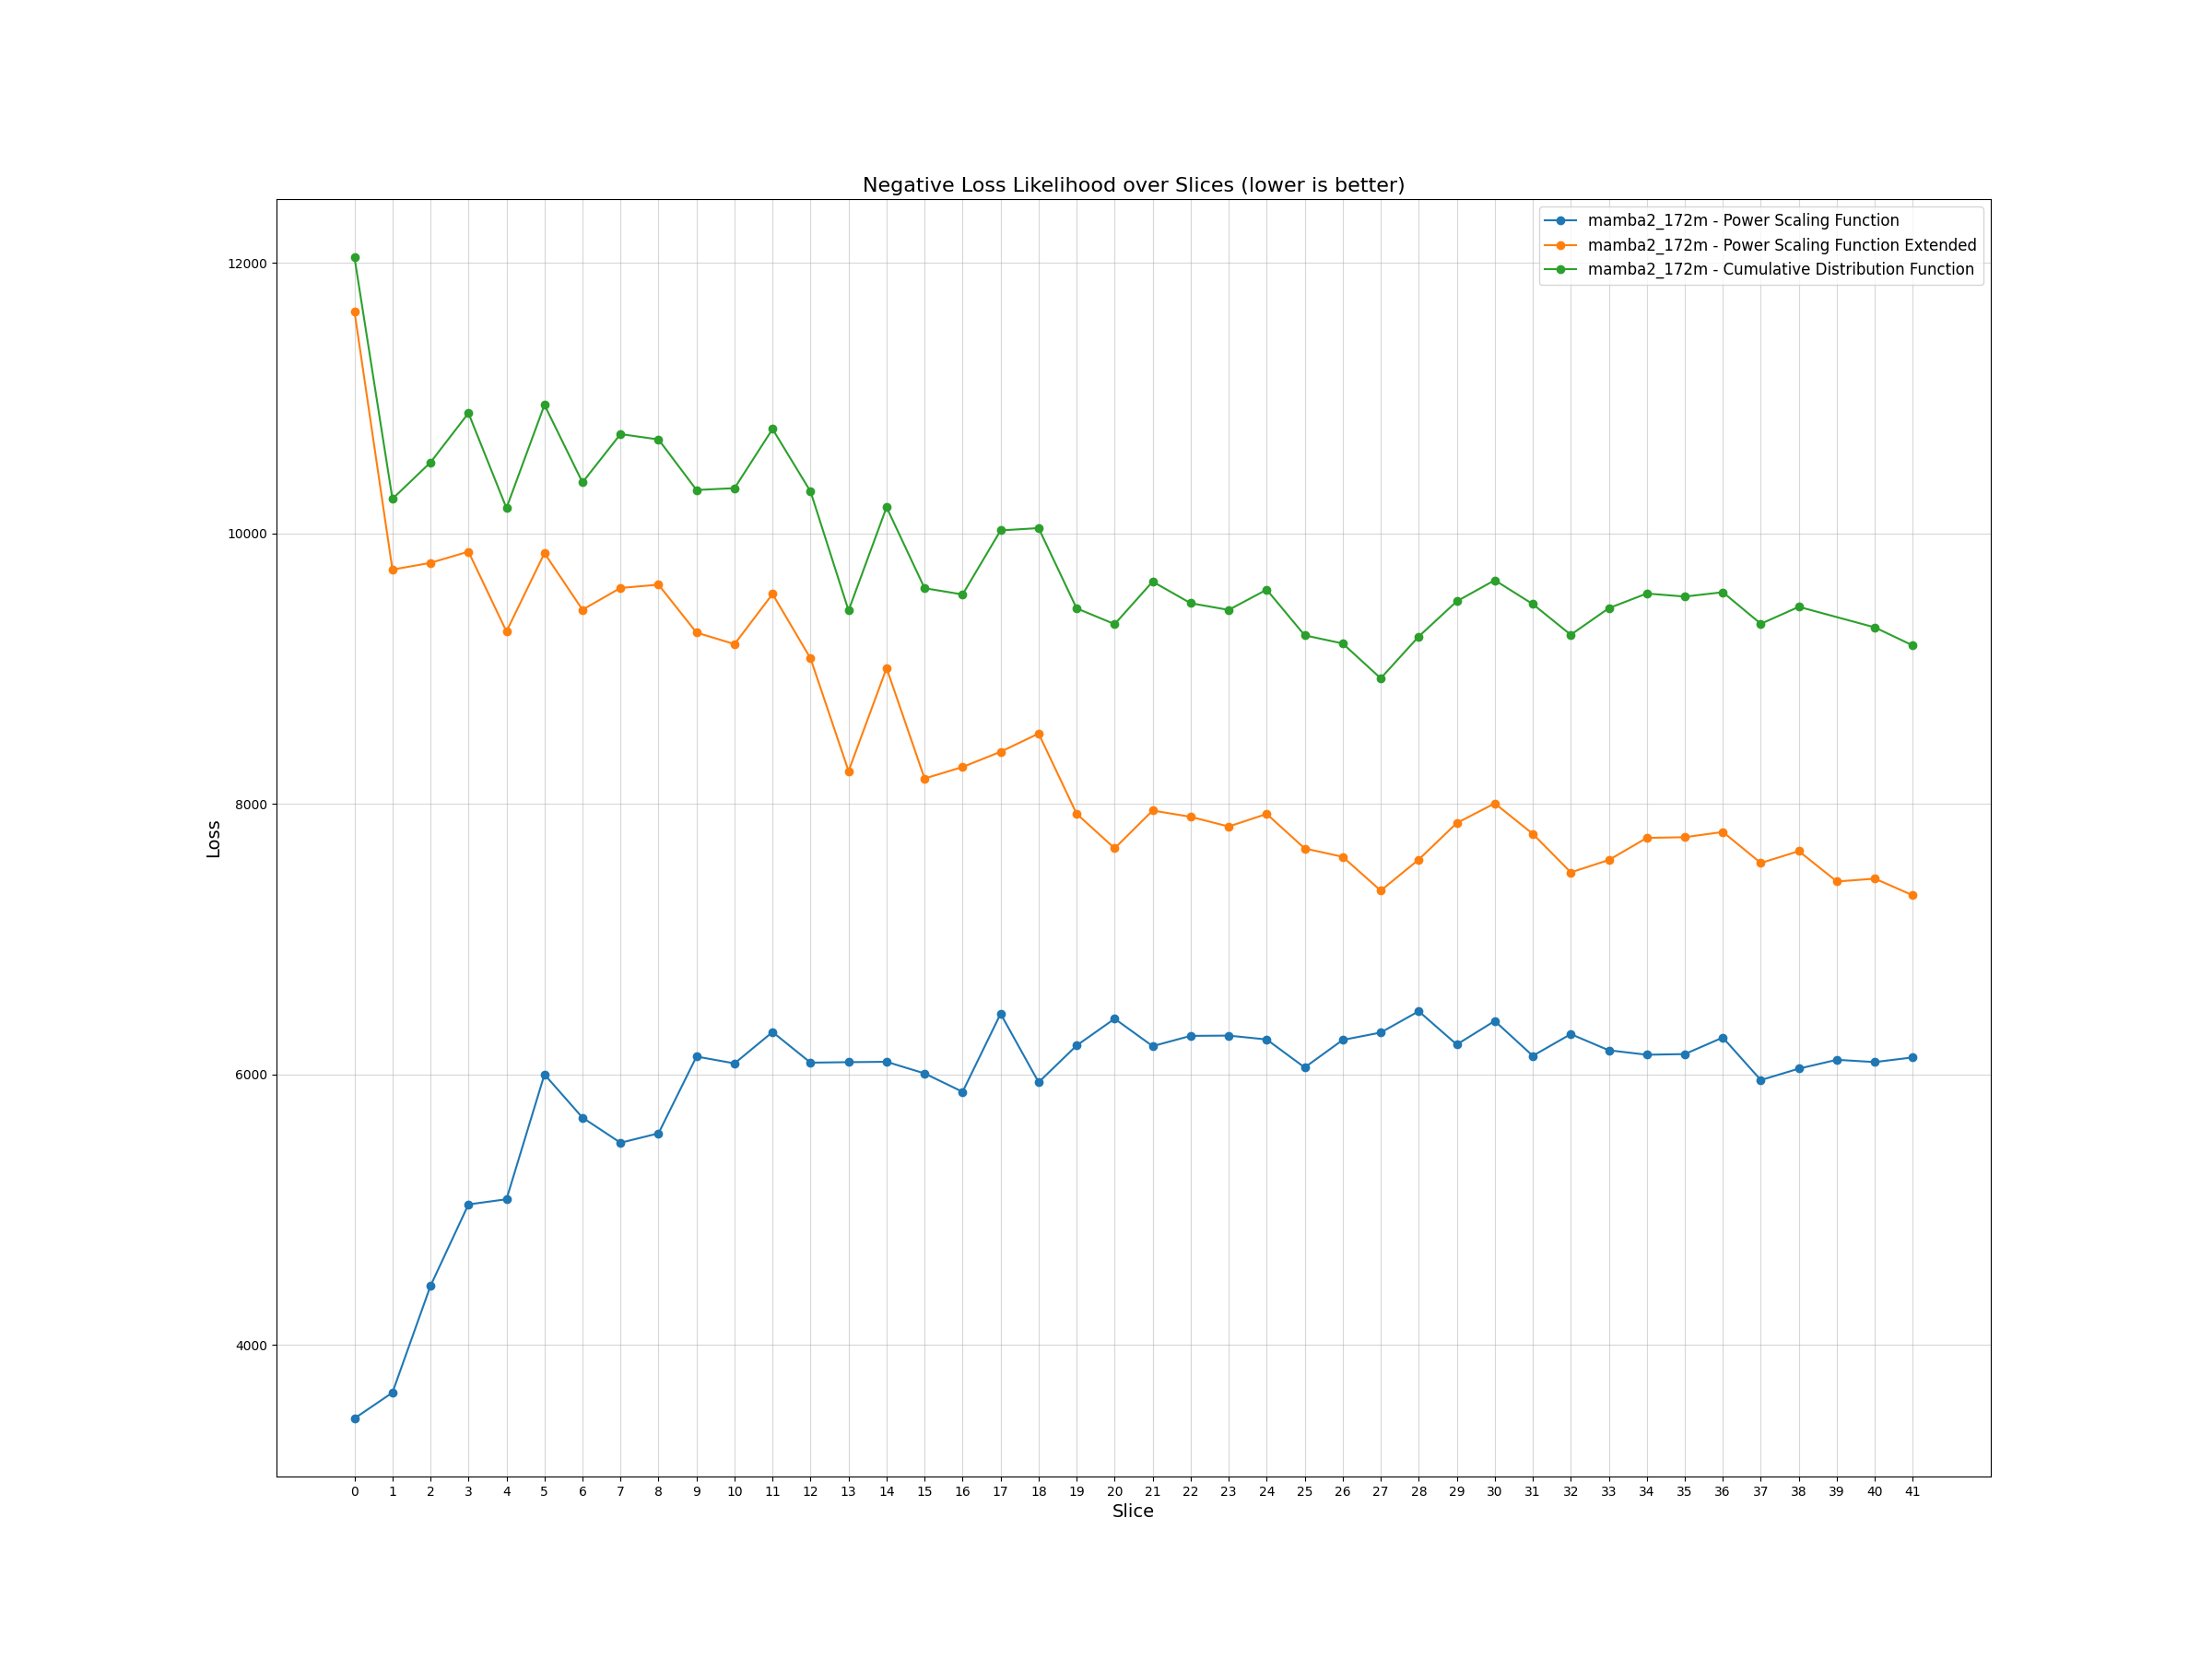 Negative Loss Likelihood over Slices (lower is better)
mamba2_172m - Power Scaling Function
mamba2_172m - Power Scaling Function Extended
mamba2_172m - Cumulative Distribution Function
12000
10000
8000
6000
4000
Loss
0 1 2 3 4 5 6 7 8 9 10 11 12 13 14 15 16 17 18 19 20 21 22 23 24 25 26 27 28 29 30 31 32 33 34 35 36 37 38 39 40 41
Slice